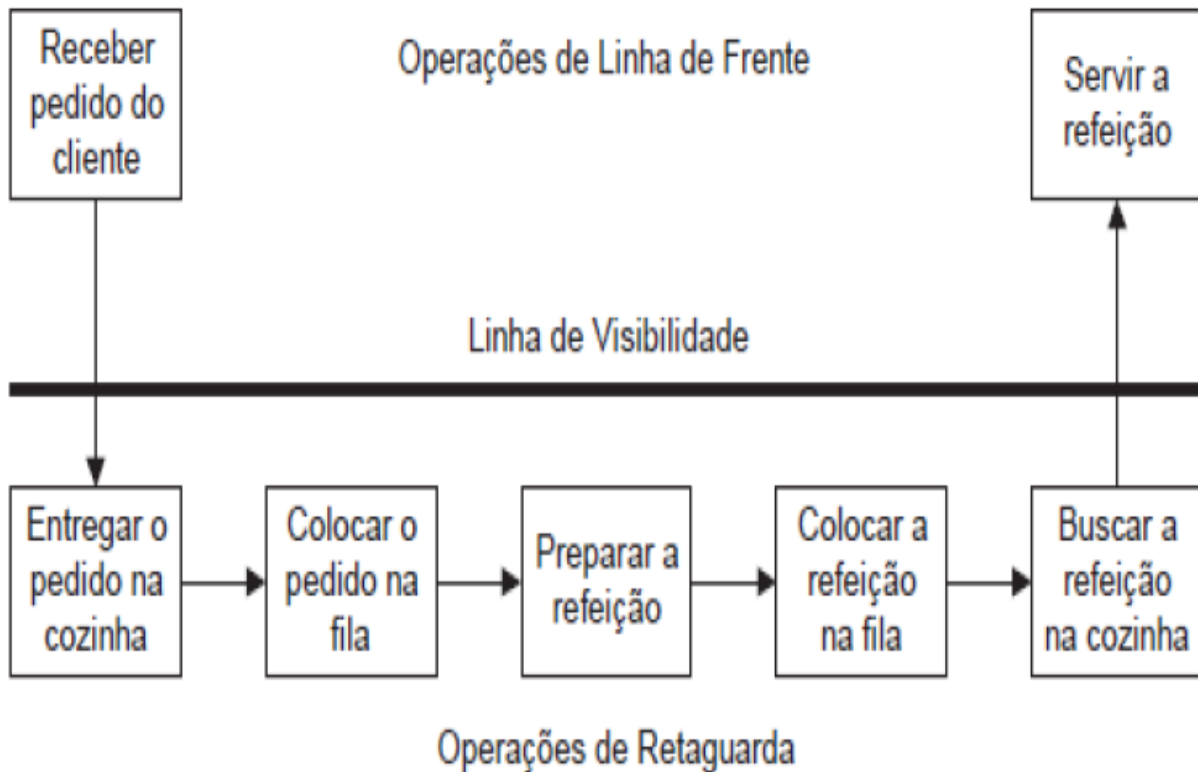 Receber
pedido do
cliente
Operações de Linha de Frente
Servir a
refeição
Linha de Visibilidade
Entregar o
pedido na
cozinha
Colocar o
pedido na
fila
Preparar a
refeição
Colocar a
refeição
na fila
Buscar a
refeição
na cozinha
Operações de Retaguarda